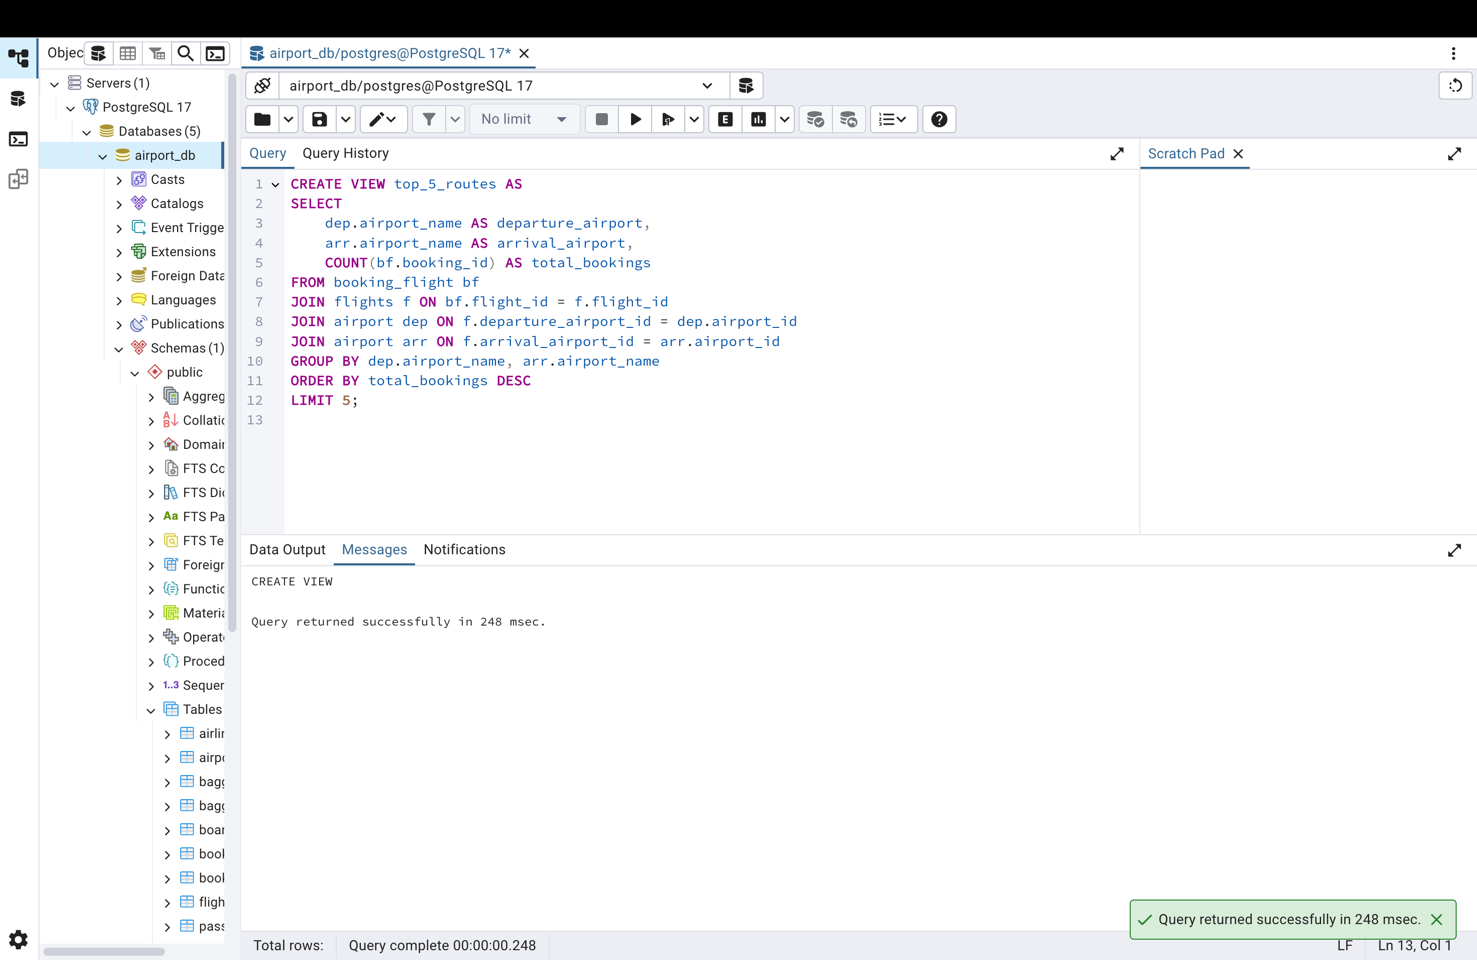 Objec
airport_db/postgres@PostgreSQL 17*
Servers (1)
PostgreSQL 17
Databases (5)
airport_db
Casts
Catalogs
Event Trigge
Extensions
Foreign Data
Languages
Publications
Schemas (1)
public
Aggreg
Collatic
Domair
FTS Co
FTS Dic
FTS Pa
FTS Te
Foreigr
Functic
Materia
Operat
Proced
1..3 Sequer
Tables
airlir
airpo
bagg
bagg
boar
bool
bool
fligh
pass
airport_db/postgres@PostgreSQL 17
No limit
E
Query
Query History
Scratch Pad
1 CREATE VIEW top_5_routes AS
2 SELECT
3 dep.airport_name AS departure_airport,
4 arr.airport_name AS arrival_airport,
5 COUNT(bf.booking_id) AS total_bookings
6 FROM booking_flight bf
7 JOIN flights f ON bf.flight_id = f.flight_id
8 JOIN airport dep ON f.departure_airport_id = dep.airport_id
9 JOIN airport arr ON f.arrival_airport_id = arr.airport_id
10 GROUP BY dep.airport_name, arr.airport_name
11 ORDER BY total_bookings DESC
12 LIMIT 5;
13
Data Output
Messages
Notifications
CREATE VIEW
Query returned successfully in 248 msec.
Query returned successfully in 248 msec.
Total rows:
Query complete 00:00:00.248
LF
Ln 13, Col 1